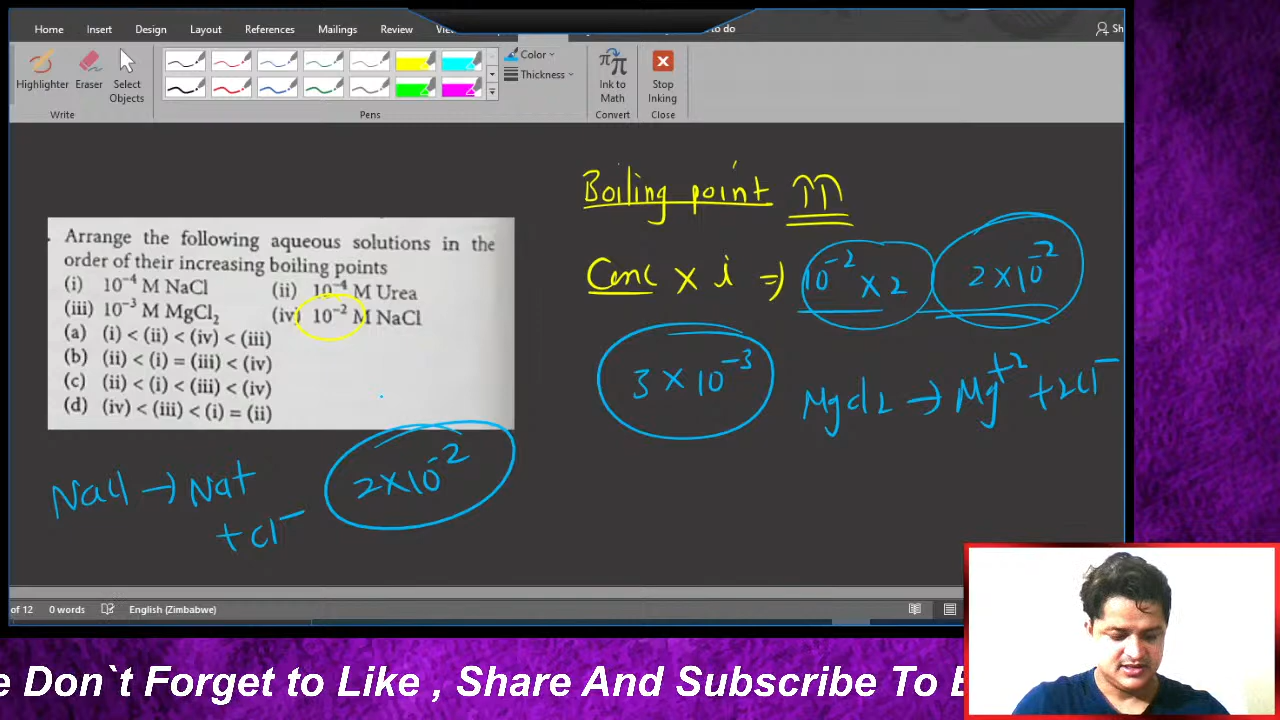 Home Insert Design Layout References Mailings Review to do
Highlighter Eraser Select Objects
Color
Thickness
Ink to Math
Stop Inking
Write Pens Convert Close
Arrange the following aqueous solutions in the
order of their increasing boiling points
(i) 10⁻⁴ M NaCl (ii) 10⁻⁴ M Urea
(iii) 10⁻³ M MgCl₂ (iv) 10⁻² M NaCl
(a) (i) < (ii) < (iv) < (iii)
(b) (ii) < (i) = (iii) < (iv)
(c) (ii) < (i) < (iii) < (iv)
(d) (iv) < (iii) < (i) = (ii)
NaCl → Na+
+ Cl⁻
2×10⁻²
Boiling point ↑↑
Conc × i ⇒ 10⁻² × 2 2×10⁻²
3 × 10⁻³ MgCl2 → Mg⁺² + 2Cl⁻
of 12 0 words English (Zimbabwe)
e Don`t Forget to Like , Share And Subscribe To